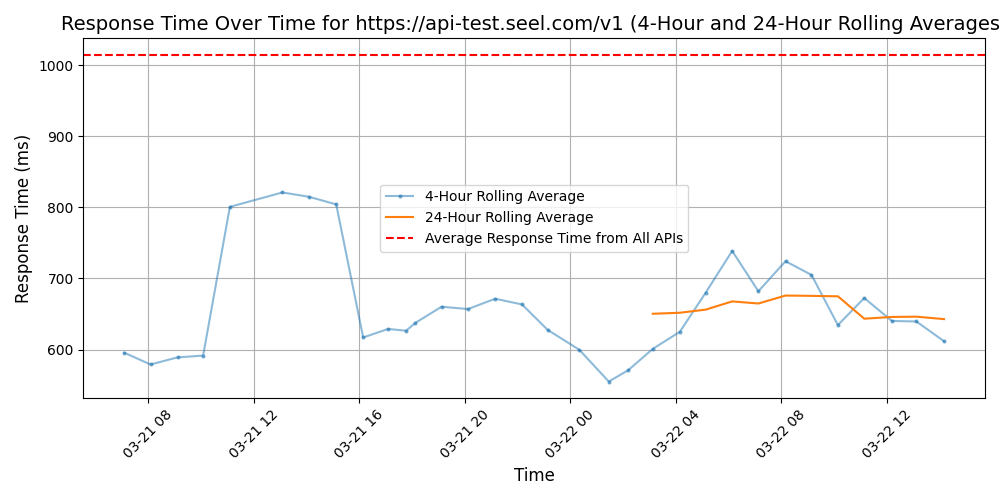 Response Time Over Time for https://api-test.seel.com/v1 (4-Hour and 24-Hour Rolling Averages
Response Time (ms)
1000
900
800
700
600
4-Hour Rolling Average
24-Hour Rolling Average
Average Response Time from All APIs
03-21 08
03-21 12
03-21 16
03-21 20
03-22 00
03-22 04
03-22 08
03-22 12
Time